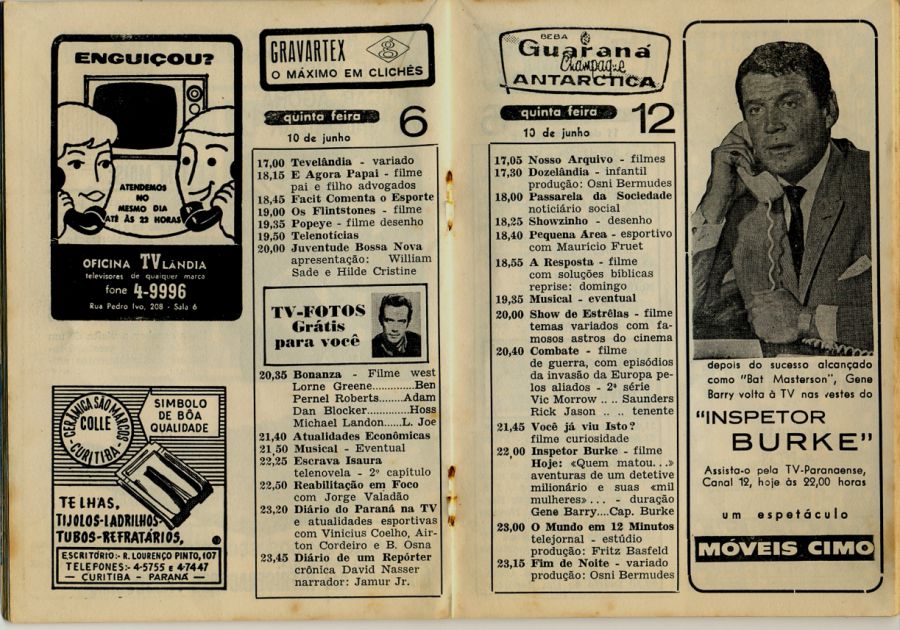 ENGUIÇOU?
ATENDEMOS
NO
MESMO DIA
ATÉ ÀS 22 HORAS
OFICINA TV LÂNDIA
televisores de qualquer marca
fone 4-9996
Rua Pedro Ivo, 208 - Sala 6
CERÂMICA SÃO MARCOS
COLLE
CURITIBA
SIMBOLO
DE BÔA
QUALIDADE
TELHAS,
TIJOLOS-LADRILHOS
TUBOS-REFRATÁRIOS,
ESCRITÓRIO:- R. LOURENÇO PINTO, 107
TELEFONES:- 4-5755 E 4-7447
— CURITIBA - PARANÁ —
GRAVARTEX
g
O MÁXIMO EM CLICHÉS
quinta feira 6
10 de junho
17,00 Tevelândia - variado
18,15 E Agora Papai - filme
pai e filho advogados
18,45 Facit Comenta o Esporte
19,00 Os Flintstones - filme
19,35 Popeye - filme desenho
19,50 Telenotícias
20,00 Juventude Bossa Nova
apresentação: William
Sade e Hilde Cristine
TV-FOTOS
Grátis
para você
20,35 Bonanza - Filme west
Lorne Greene.............Ben
Pernel Roberts........Adam
Dan Blocker............Hoss
Michael Landon......L. Joe
21,40 Atualidades Econômicas
21,50 Musical - Eventual
22,25 Escrava Isaura
telenovela - 2º capítulo
22,50 Reabilitação em Foco
com Jorge Valadão
23,20 Diário do Paraná na TV
e atualidades esportivas
com Vinicius Coelho, Air-
ton Cordeiro e B. Osna
23,45 Diário de um Repórter
crônica David Nasser
narrador: Jamur Jr.
BEBA
Guaraná
Champagne
ANTARCTICA
quinta feira 12
10 de junho
17,05 Nosso Arquivo - filmes
17,30 Dozelândia - infantil
produção: Osni Bermudes
18,00 Passarela da Sociedade
noticiário social
18,25 Showzinho - desenho
18,40 Pequena Area - esportivo
com Mauricio Fruet
18,55 A Resposta - filme
com soluções bíblicas
reprise: domingo
19,35 Musical - eventual
20,00 Show de Estrêlas - filme
temas variados com fa-
mosos astros do cinema
20,40 Combate - filme
de guerra, com episódios
da invasão da Europa pe-
los aliados - 2ª série
Vic Morrow .. .. Saunders
Rick Jason .. .. tenente
21,45 Você já viu Isto?
filme curiosidade
22,00 Inspetor Burke - filme
Hoje: «Quem matou...»
aventuras de um detetive
milionário e suas «mil
mulheres»... - duração
Gene Barry....Cap. Burke
23,00 O Mundo em 12 Minutos
telejornal - estúdio
produção: Fritz Basfeld
23,15 Fim de Noite - variado
produção: Osni Bermudes
depois do sucesso alcançado
como "Bat Masterson", Gene
Barry volta à TV nas vestes do
"INSPETOR
BURKE"
Assista-o pela TV-Paranaense,
Canal 12, hoje às 22,00 horas
um espetáculo
MÓVEIS CIMO